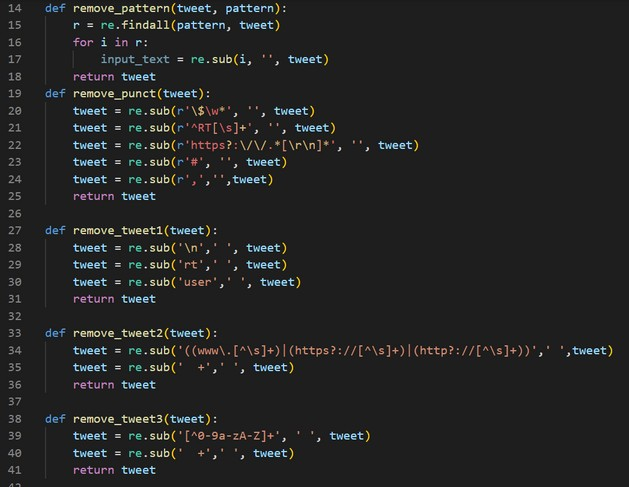 14 def remove_pattern(tweet, pattern):
15     r = re.findall(pattern, tweet)
16     for i in r:
17         input_text = re.sub(i, '', tweet)
18     return tweet
19 def remove_punct(tweet):
20     tweet = re.sub(r'\$\w*', '', tweet)
21     tweet = re.sub(r'^RT[\s]+', '', tweet)
22     tweet = re.sub(r'https?:\/\/.*[\r\n]*', '', tweet)
23     tweet = re.sub(r'#', '', tweet)
24     tweet = re.sub(r',','',tweet)
25     return tweet
26
27 def remove_tweet1(tweet):
28     tweet = re.sub('\n',' ', tweet)
29     tweet = re.sub('rt',' ', tweet)
30     tweet = re.sub('user',' ', tweet)
31     return tweet
32
33 def remove_tweet2(tweet):
34     tweet = re.sub('((www\.[^\s]+)|(https?://[^\s]+)|(http?://[^\s]+))',' ',tweet)
35     tweet = re.sub('  +',' ', tweet)
36     return tweet
37
38 def remove_tweet3(tweet):
39     tweet = re.sub('[^0-9a-zA-Z]+', ' ', tweet)
40     tweet = re.sub('  +',' ', tweet)
41     return tweet